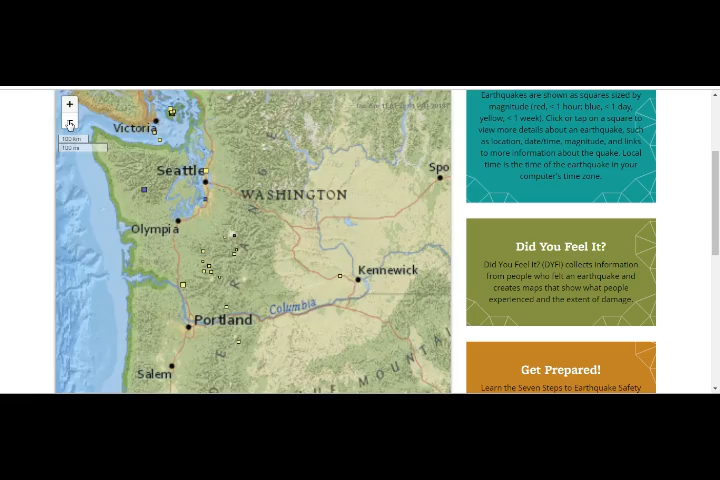 +
Victoria
100 km
100 mi
Seattle
Spo
WASHINGTON
Olympia
Kennewick
Columbia
Portland
Salem
Earthquakes are shown as squares sized by
magnitude (red, < 1 hour: blue, < 1 day,
yellow, < 1 week). Click or tap on a square to
view more details about an earthquake, such
as location, date/time, magnitude, and links
to more information about the quake. Local
time is the time of the earthquake in your
computer's time zone.
Did You Feel It?
Did You Feel It? (DYFI) collects information
from people who felt an earthquake and
creates maps that show what people
experienced and the extent of damage.
Get Prepared!
Learn the Seven Steps to Earthquake Safety